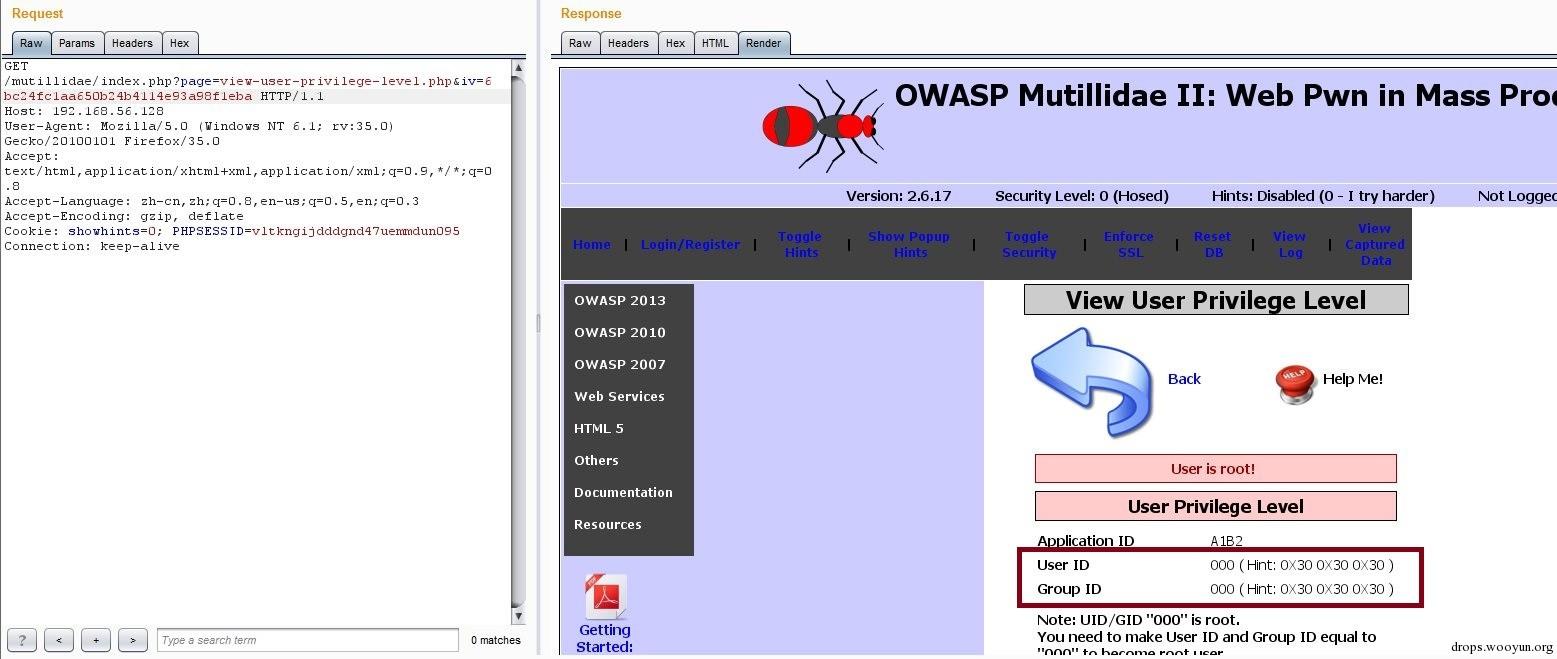 Request
Raw
Params
Headers
Hex
GET
/mutillidae/index.php?page=view-user-privilege-level.php&iv=6
bc24fc1aa650b24b4114e93a98f1eba HTTP/1.1
Host: 192.168.56.128
User-Agent: Mozilla/5.0 (Windows NT 6.1; rv:35.0)
Gecko/20100101 Firefox/35.0
Accept:
text/html,application/xhtml+xml,application/xml;q=0.9,*/*;q=0
.8
Accept-Language: zh-cn,zh;q=0.8,en-us;q=0.5,en;q=0.3
Accept-Encoding: gzip, deflate
Cookie: showhints=0; PHPSESSID=vltkngijdddgnd47uemmdun095
Connection: keep-alive
?
<
+
>
Type a search term
0 matches
Response
Raw
Headers
Hex
HTML
Render
OWASP Mutillidae II: Web Pwn in Mass Proc
Version: 2.6.17
Security Level: 0 (Hosed)
Hints: Disabled (0 - I try harder)
Not Logged
Home
Login/Register
Toggle
Hints
Show Popup
Hints
Toggle
Security
Enforce
SSL
Reset
DB
View
Log
View
Captured
Data
OWASP 2013
OWASP 2010
OWASP 2007
Web Services
HTML 5
Others
Documentation
Resources
Getting
Started:
View User Privilege Level
Back
HELP
Help Me!
User is root!
User Privilege Level
Application ID A1B2
User ID 000 ( Hint: 0X30 0X30 0X30 )
Group ID 000 ( Hint: 0X30 0X30 0X30 )
Note: UID/GID "000" is root.
You need to make User ID and Group ID equal to
"000" to become root user.
drops.wooyun.org